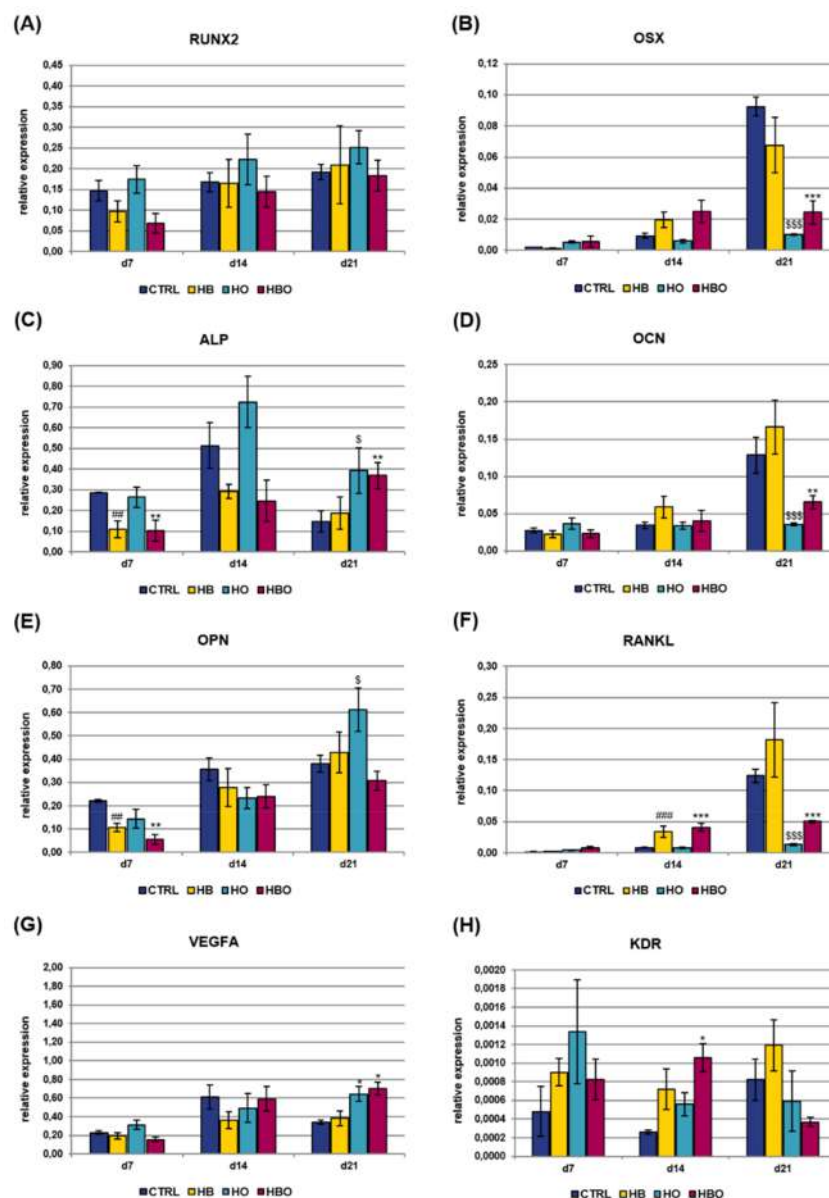 (A)
RUNX2
relative expression
0,45
0,40
0,35
0,30
0,25
0,20
0,15
0,10
0,05
0,00
d7 d14 d21
CTRL HB HO HBO
(B)
OSX
relative expression
0,12
0,10
0,08
0,06
0,04
0,02
0,00
$$$ ***
d7 d14 d21
CTRL HB HO HBO
(C)
ALP
relative expression
0,90
0,80
0,70
0,60
0,50
0,40
0,30
0,20
0,10
0,00
## ** $ **
d7 d14 d21
CTRL HB HO HBO
(D)
OCN
relative expression
0,25
0,20
0,15
0,10
0,05
0,00
$$$ **
d7 d14 d21
CTRL HB HO HBO
(E)
OPN
relative expression
0,80
0,70
0,60
0,50
0,40
0,30
0,20
0,10
0,00
## ** $
d7 d14 d21
CTRL HB HO HBO
(F)
RANKL
relative expression
0,30
0,25
0,20
0,15
0,10
0,05
0,00
### *** $$$ ***
d7 d14 d21
CTRL HB HO HBO
(G)
VEGFA
relative expression
2,00
1,80
1,60
1,40
1,20
1,00
0,80
0,60
0,40
0,20
0,00
* *
d7 d14 d21
CTRL HB HO HBO
(H)
KDR
relative expression
0,0020
0,0018
0,0016
0,0014
0,0012
0,0010
0,0008
0,0006
0,0004
0,0002
0,0000
*
d7 d14 d21
CTRL HB HO HBO